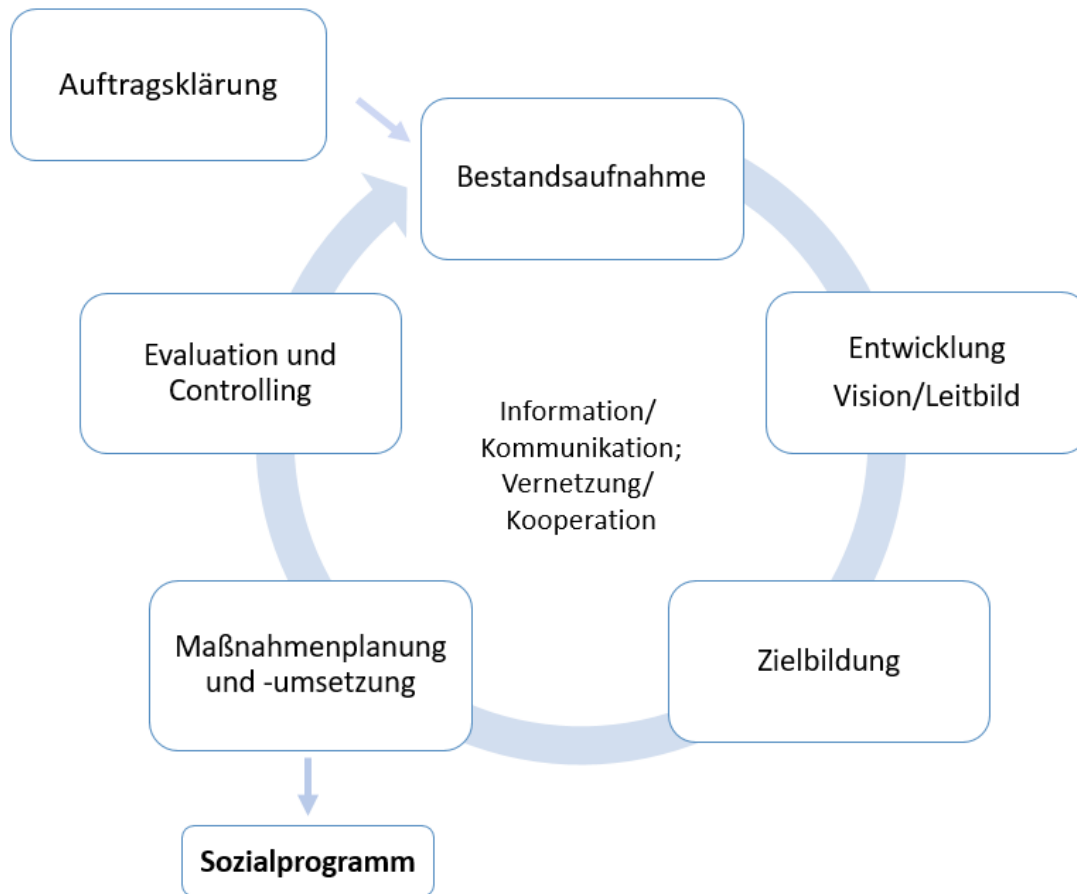 Auftragsklärung
Bestandsaufnahme
Entwicklung
Vision/Leitbild
Zielbildung
Maßnahmenplanung
und -umsetzung
Sozialprogramm
Evaluation und
Controlling
Information/
Kommunikation;
Vernetzung/
Kooperation